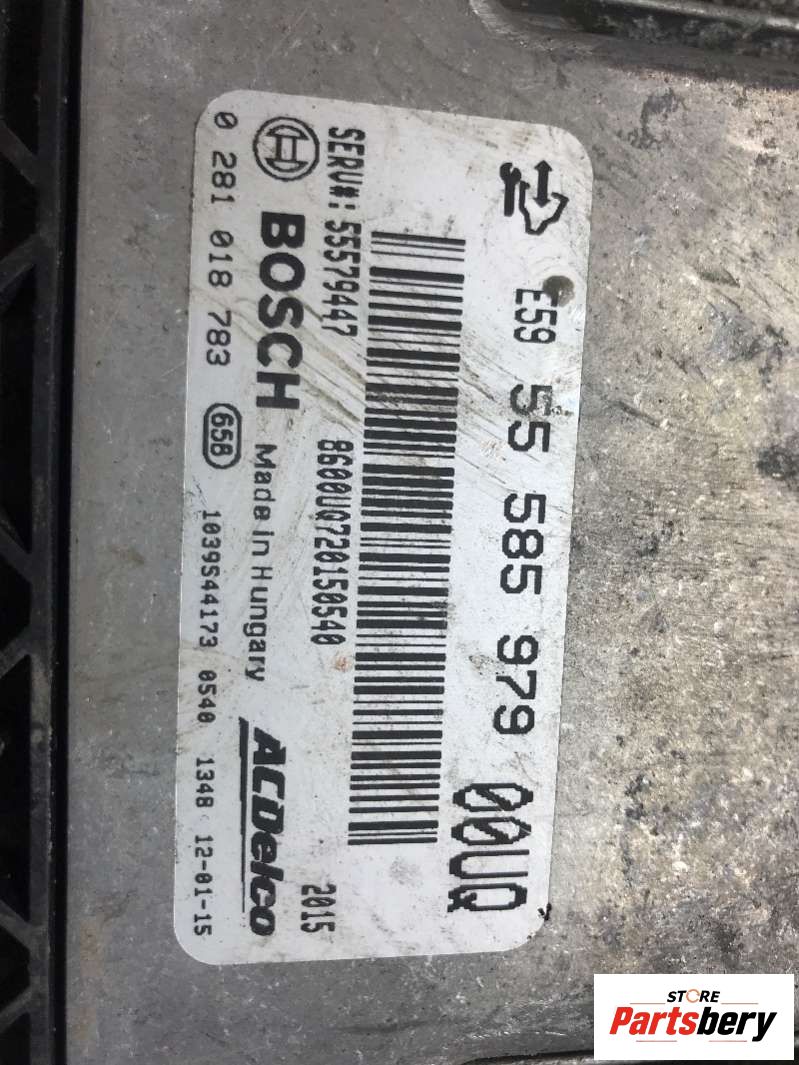 E59 55 585 979 00UQ
SERV#: 55579447 8600UQ720150540 2015
BOSCH Made in Hungary ACDelco
0 281 018 783 65B 1039S44173 0540 1348 12-01-15
STORE
Partsbery